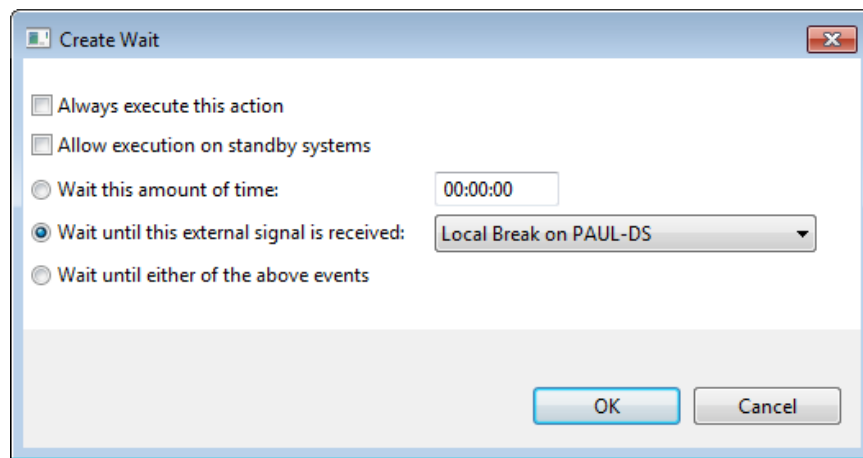 Create Wait
Always execute this action
Allow execution on standby systems
Wait this amount of time: 00:00:00
Wait until this external signal is received: Local Break on PAUL-DS
Wait until either of the above events
OK Cancel